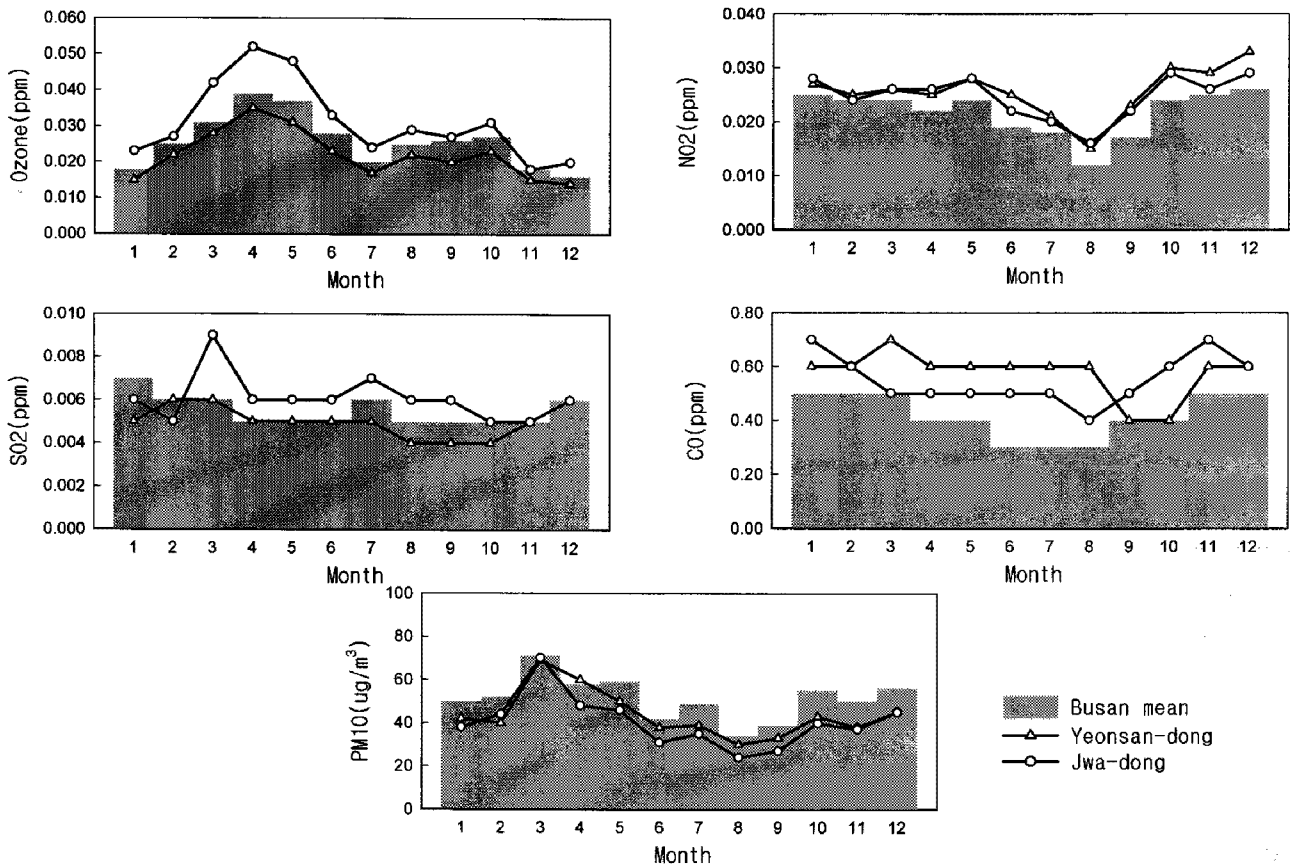 0.060
0.050
0.040
0.030
0.020
0.010
0.000
Ozone(ppm)
1 2 3 4 5 6 7 8 9 10 11 12
Month
0.040
0.030
0.020
0.010
0.000
NO2(ppm)
1 2 3 4 5 6 7 8 9 10 11 12
Month
0.010
0.008
0.006
0.004
0.002
0.000
SO2(ppm)
1 2 3 4 5 6 7 8 9 10 11 12
Month
0.80
0.60
0.40
0.20
0.00
CO(ppm)
1 2 3 4 5 6 7 8 9 10 11 12
Month
100
80
60
40
20
0
PM10(ug/m³)
1 2 3 4 5 6 7 8 9 10 11 12
Month
Busan mean
Yeonsan-dong
Jwa-dong